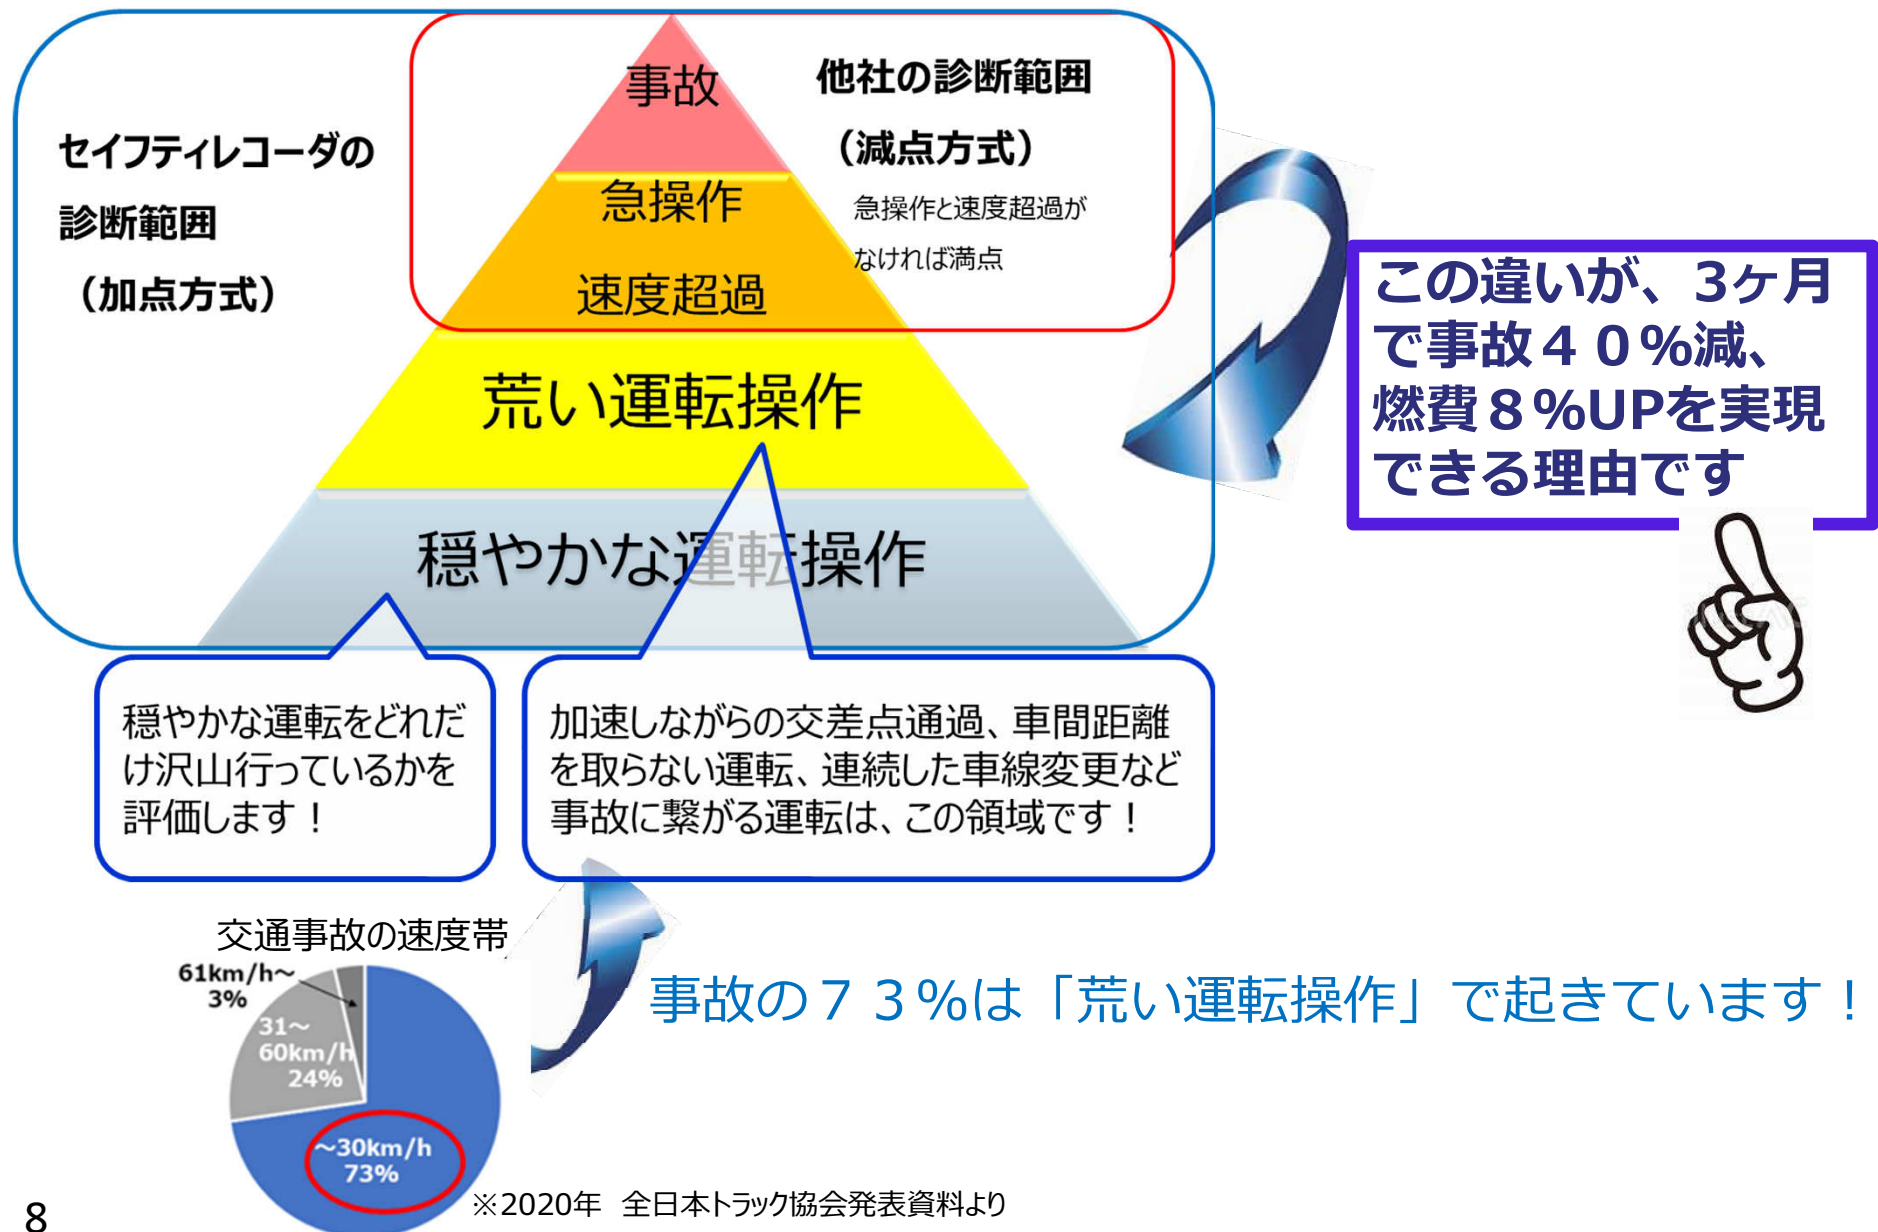 事故
急操作
速度超過
荒い運転操作
穏やかな運転操作
セイフティレコーダの
診断範囲
（加点方式）
他社の診断範囲
（減点方式）
急操作と速度超過が
なければ満点
この違いが、3ヶ月
で事故４０%減、
燃費８%UPを実現
できる理由です
穏やかな運転をどれだ
け沢山行っているかを
評価します！
加速しながらの交差点通過、車間距離
を取らない運転、連続した車線変更など
事故に繋がる運転は、この領域です！
交通事故の速度帯
61km/h～
3%
31～
60km/h
24%
～30km/h
73%
事故の７３%は「荒い運転操作」で起きています！
※2020年 全日本トラック協会発表資料より
8